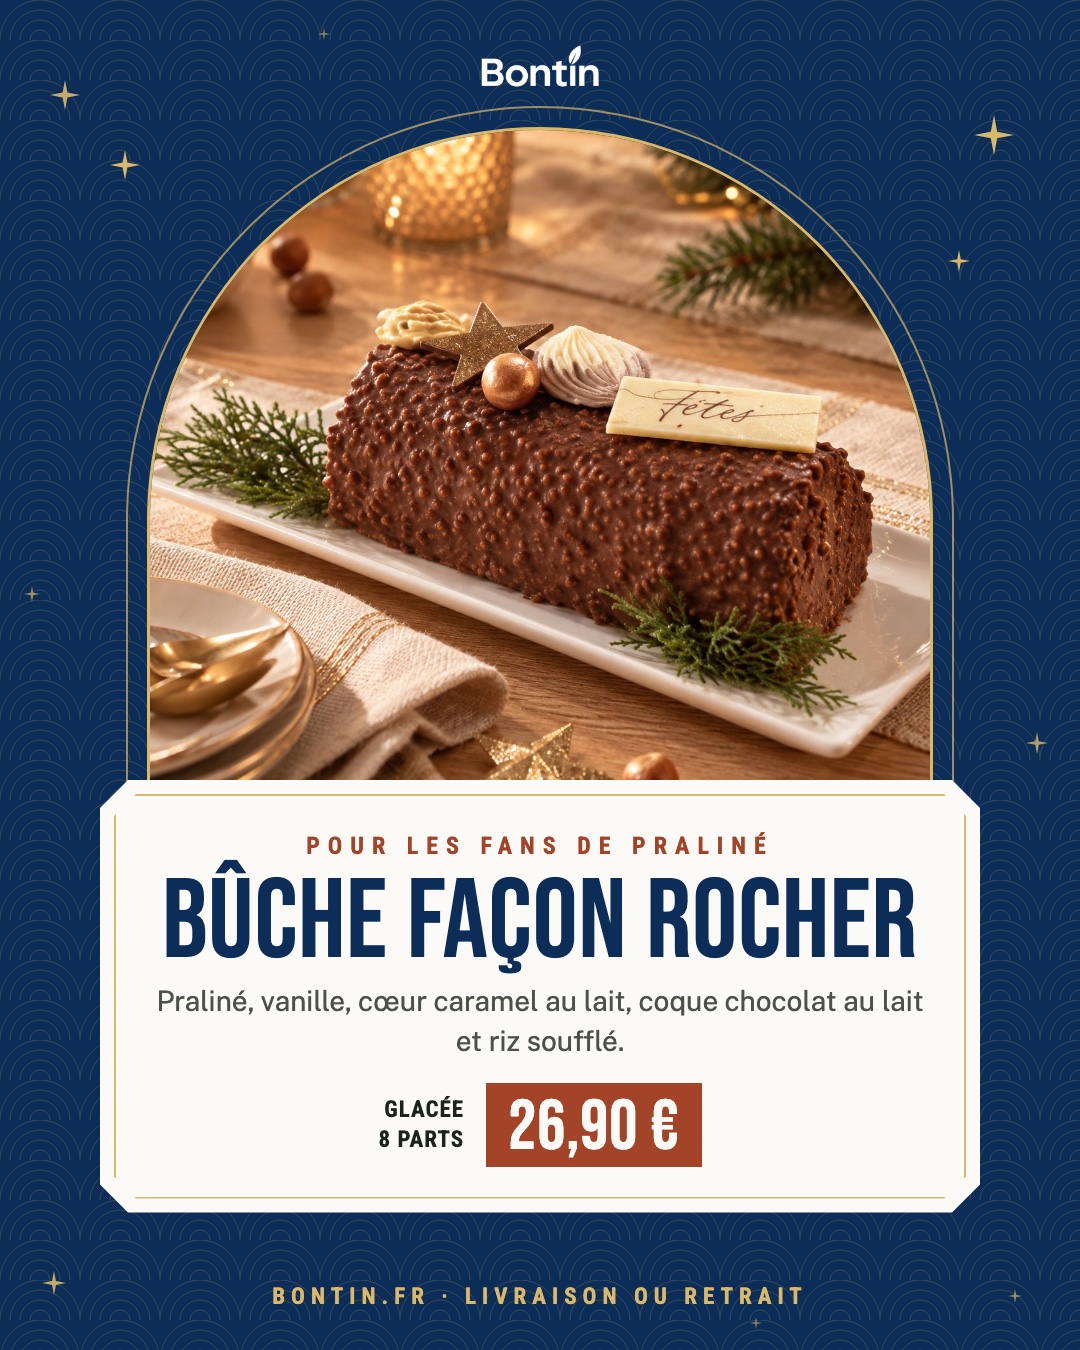 Bontin
Fêtes
POUR LES FANS DE PRALINÉ
BÛCHE FAÇON ROCHER
Praliné, vanille, cœur caramel au lait, coque chocolat au lait
et riz soufflé.
GLACÉE
8 PARTS
26,90 €
BONTIN.FR · LIVRAISON OU RETRAIT